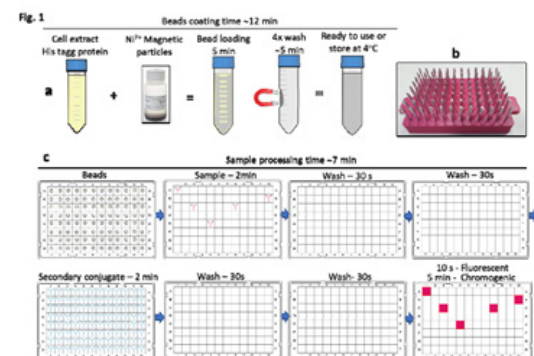 Fig. 1
Beads coating time ~12 min
Cell extract
His tagg protein
Ni²⁺ Magnetic
particles
Bead loading
5 min
4x wash
~5 min
Ready to use or
store at 4°C
a
+
=
=
b
c
Sample processing time ~7 min
Beads
Sample – 2min
Wash – 30 s
Wash – 30s
Secondary conjugate – 2 min
Wash – 30s
Wash- 30s
10 s - Fluorescent
5 min - Chromogenic